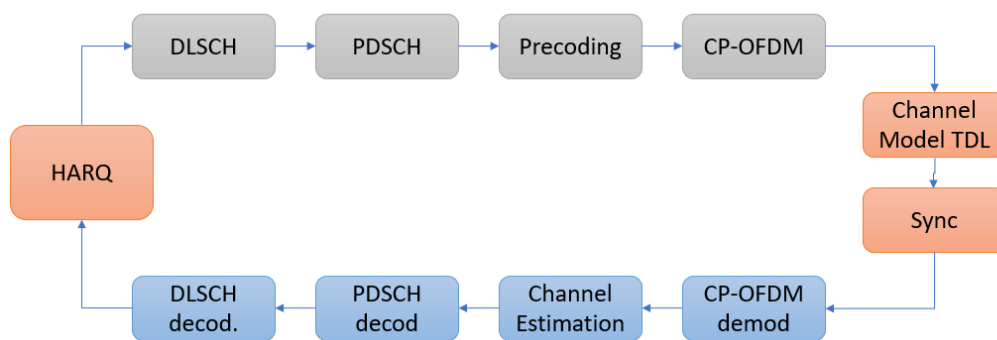 DLSCH
PDSCH
Precoding
CP-OFDM
Channel
Model TDL
HARQ
Sync
DLSCH
decod.
PDSCH
decod
Channel
Estimation
CP-OFDM
demod